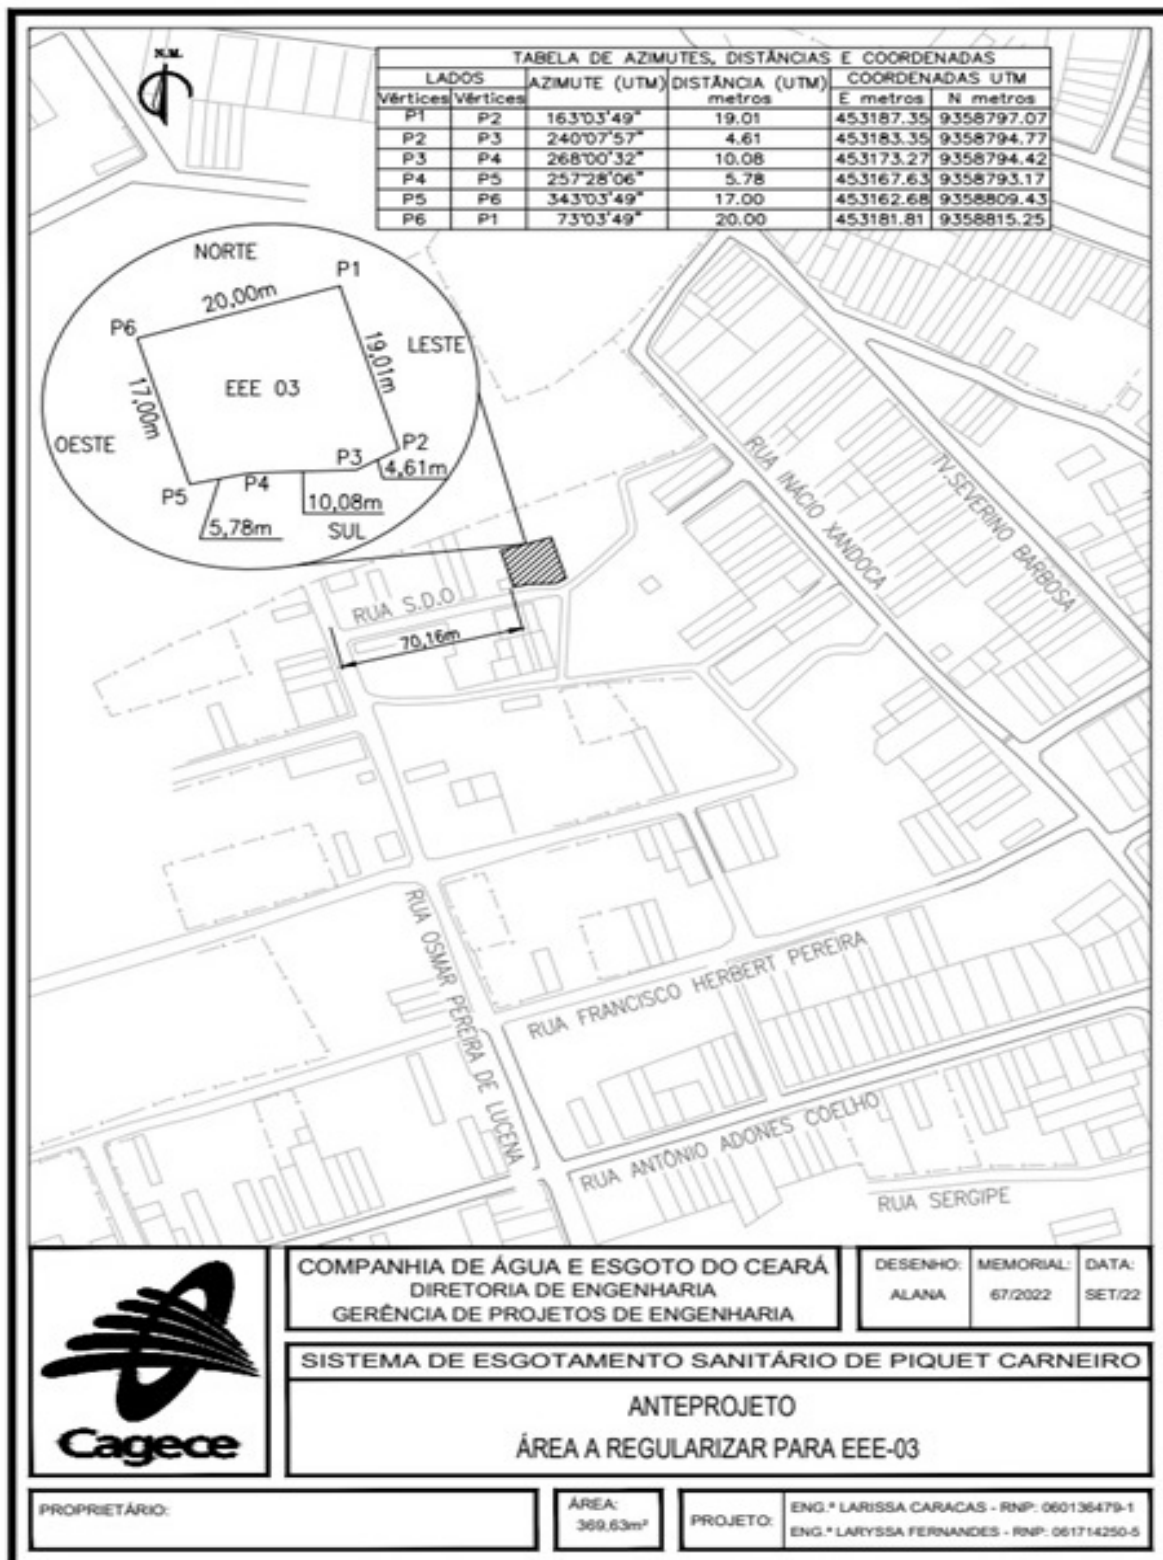 N.M.
TABELA DE AZIMUTES, DISTÂNCIAS E COORDENADAS
LADOS AZIMUTE (UTM) DISTÂNCIA (UTM) metros COORDENADAS UTM
Vértices Vértices E metros N metros
P1 P2 163°03'49" 19.01 453187.35 9358797.07
P2 P3 240°07'57" 4.61 453183.35 9358794.77
P3 P4 268°00'32" 10.08 453173.27 9358794.42
P4 P5 257°28'06" 5.78 453167.63 9358793.17
P5 P6 343°03'49" 17.00 453162.68 9358809.43
P6 P1 73°03'49" 20.00 453181.81 9358815.25
NORTE
P1
20,00m
P6
LESTE
19,01m
EEE 03
17,00m
OESTE
P2
P3
4,61m
P4
P5
10,08m
5,78m
SUL
RUA INÁCIO XANDOCA
TV.SEVERINO BARBOSA
RUA S.D.O
70,16m
RUA OSMAR PEREIRA DE LUCENA
RUA FRANCISCO HERBERT PEREIRA
RUA ANTÔNIO ADONES COELHO
RUA SERGIPE
Cagece
COMPANHIA DE ÁGUA E ESGOTO DO CEARÁ
DIRETORIA DE ENGENHARIA
GERÊNCIA DE PROJETOS DE ENGENHARIA
DESENHO: MEMORIAL: DATA:
ALANA 67/2022 SET/22
SISTEMA DE ESGOTAMENTO SANITÁRIO DE PIQUET CARNEIRO
ANTEPROJETO
ÁREA A REGULARIZAR PARA EEE-03
PROPRIETÁRIO:
ÁREA:
369,63m²
PROJETO:
ENG.ª LARISSA CARACAS - RNP: 060136479-1
ENG.ª LARYSSA FERNANDES - RNP: 061714250-5